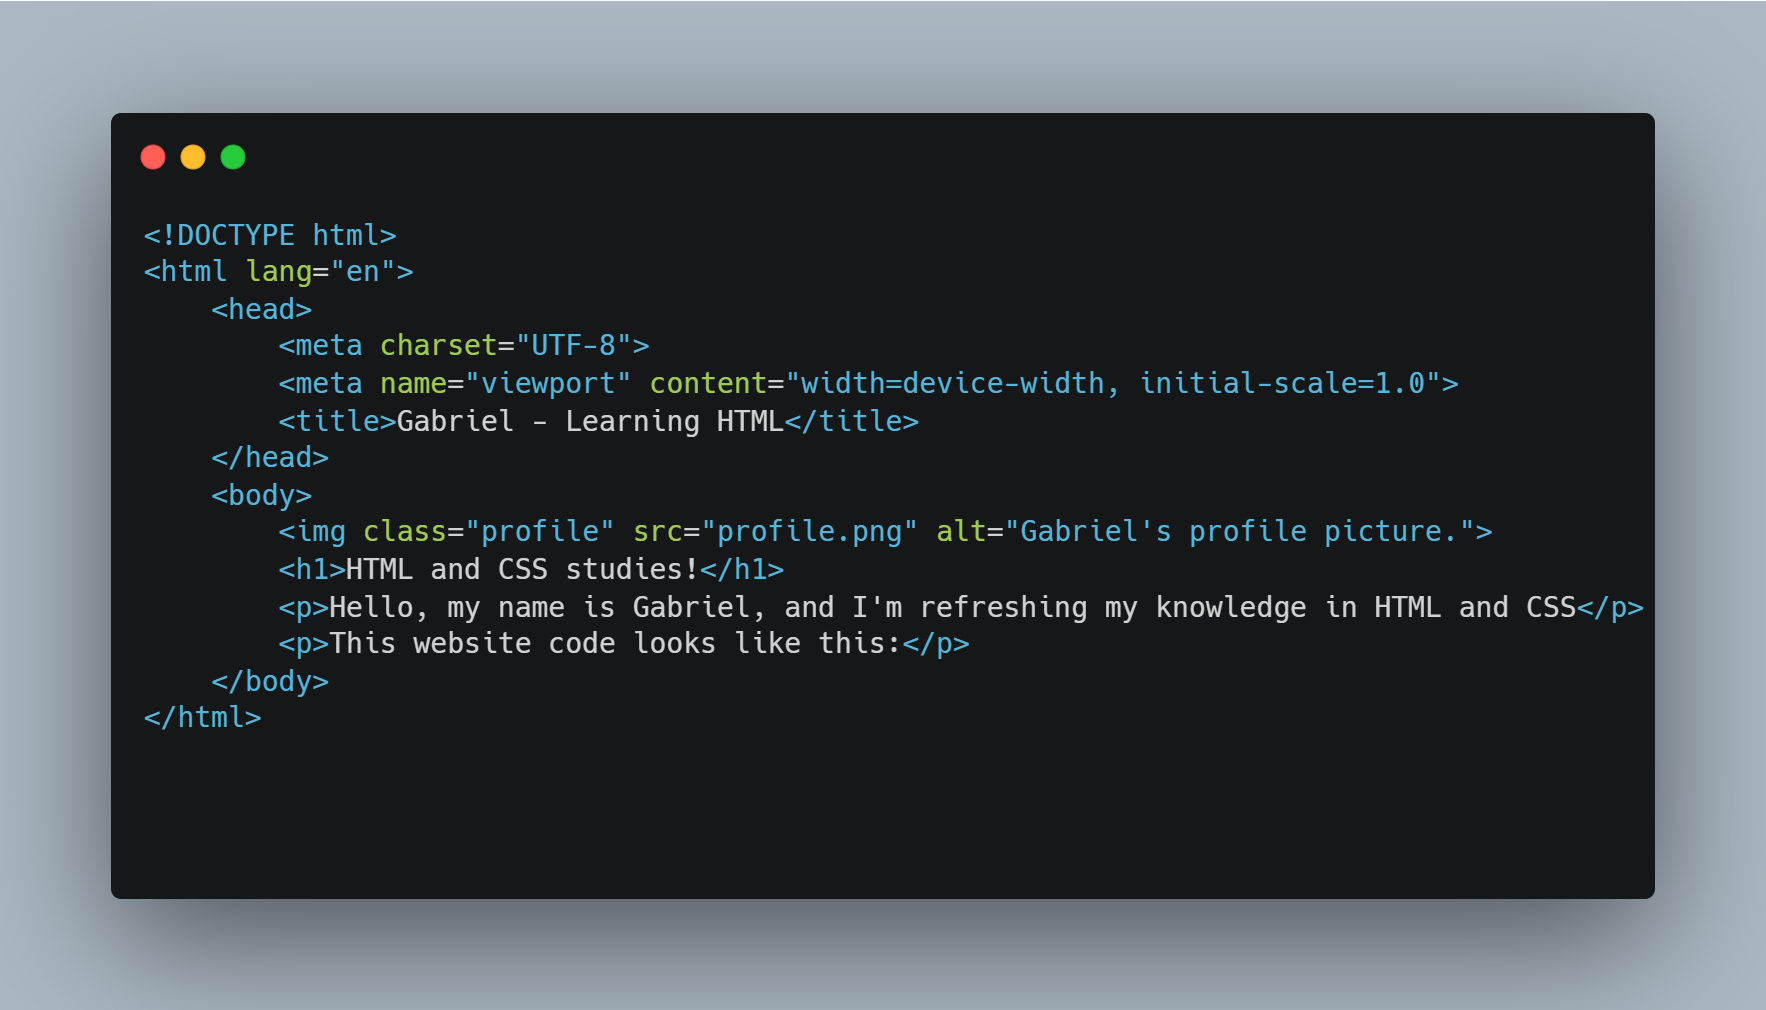 <!DOCTYPE html>
<html lang="en">
    <head>
        <meta charset="UTF-8">
        <meta name="viewport" content="width=device-width, initial-scale=1.0">
        <title>Gabriel - Learning HTML</title>
    </head>
    <body>
        <img class="profile" src="profile.png" alt="Gabriel's profile picture.">
        <h1>HTML and CSS studies!</h1>
        <p>Hello, my name is Gabriel, and I'm refreshing my knowledge in HTML and CSS</p>
        <p>This website code looks like this:</p>
    </body>
</html>